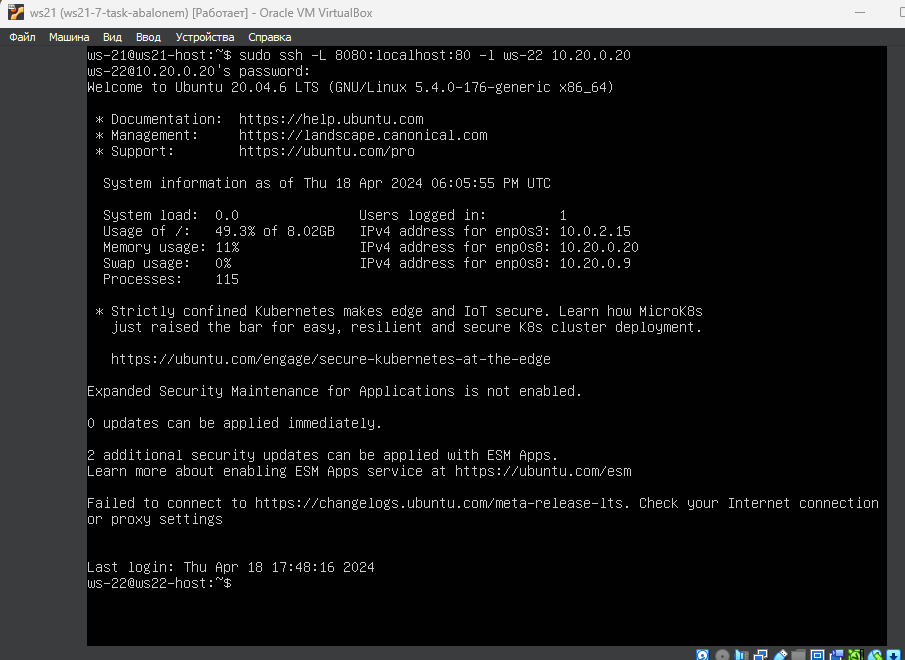 ws21 (ws21-7-task-abalonem) [Работает] - Oracle VM VirtualBox
Файл Машина Вид Ввод Устройства Справка
ws-21@ws21-host:~$ sudo ssh -L 8080:localhost:80 -l ws-22 10.20.0.20
ws-22@10.20.0.20's password:
Welcome to Ubuntu 20.04.6 LTS (GNU/Linux 5.4.0-176-generic x86_64)
* Documentation: https://help.ubuntu.com
* Management: https://landscape.canonical.com
* Support: https://ubuntu.com/pro
System information as of Thu 18 Apr 2024 06:05:55 PM UTC
System load: 0.0 Users logged in: 1
Usage of /: 49.3% of 8.02GB IPv4 address for enp0s3: 10.0.2.15
Memory usage: 11% IPv4 address for enp0s8: 10.20.0.20
Swap usage: 0% IPv4 address for enp0s8: 10.20.0.9
Processes: 115
* Strictly confined Kubernetes makes edge and IoT secure. Learn how MicroK8s
just raised the bar for easy, resilient and secure K8s cluster deployment.
https://ubuntu.com/engage/secure-kubernetes-at-the-edge
Expanded Security Maintenance for Applications is not enabled.
0 updates can be applied immediately.
2 additional security updates can be applied with ESM Apps.
Learn more about enabling ESM Apps service at https://ubuntu.com/esm
Failed to connect to https://changelogs.ubuntu.com/meta-release-lts. Check your Internet connection
or proxy settings
Last login: Thu Apr 18 17:48:16 2024
ws-22@ws22-host:~$